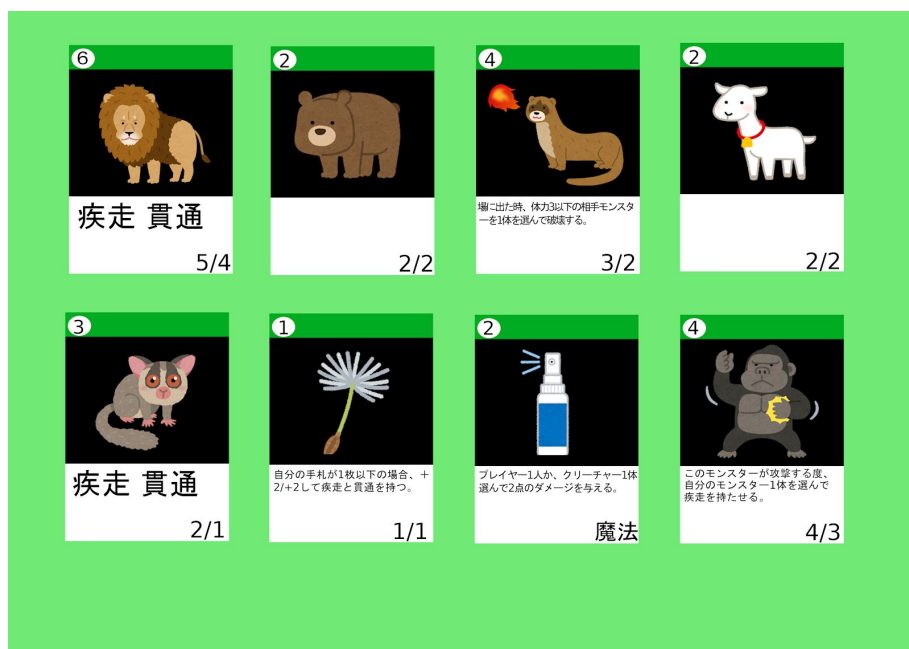 6
疾走 貫通
5/4
2
2/2
4
場に出た時、体力3以下の相手モンスタ
ーを1体を選んで破壊する。
3/2
2
2/2
3
疾走 貫通
2/1
1
自分の手札が1枚以下の場合、＋
2/+2して疾走と貫通を持つ。
1/1
2
プレイヤー1人か、クリーチャー1体
選んで2点のダメージを与える。
魔法
4
このモンスターが攻撃する度、
自分のモンスター1体を選んで
疾走を持たせる。
4/3